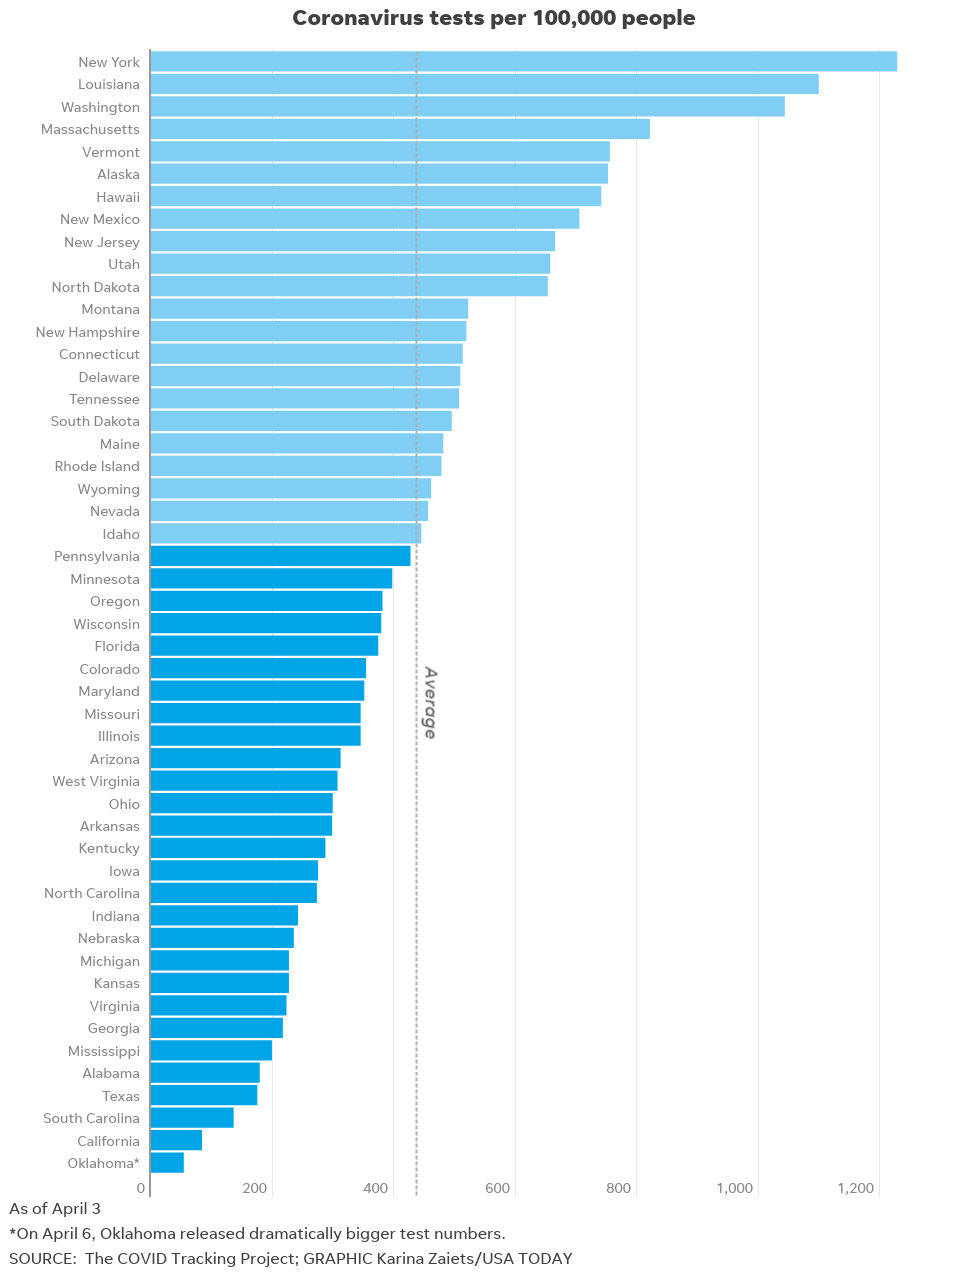 Coronavirus tests per 100,000 people
New York
Louisiana
Washington
Massachusetts
Vermont
Alaska
Hawaii
New Mexico
New Jersey
Utah
North Dakota
Montana
New Hampshire
Connecticut
Delaware
Tennessee
South Dakota
Maine
Rhode Island
Wyoming
Nevada
Idaho
Pennsylvania
Minnesota
Oregon
Wisconsin
Florida
Colorado
Maryland
Missouri
Illinois
Arizona
West Virginia
Ohio
Arkansas
Kentucky
Iowa
North Carolina
Indiana
Nebraska
Michigan
Kansas
Virginia
Georgia
Mississippi
Alabama
Texas
South Carolina
California
Oklahoma*
Average
0 200 400 600 800 1,000 1,200
As of April 3
*On April 6, Oklahoma released dramatically bigger test numbers.
SOURCE: The COVID Tracking Project; GRAPHIC Karina Zaiets/USA TODAY